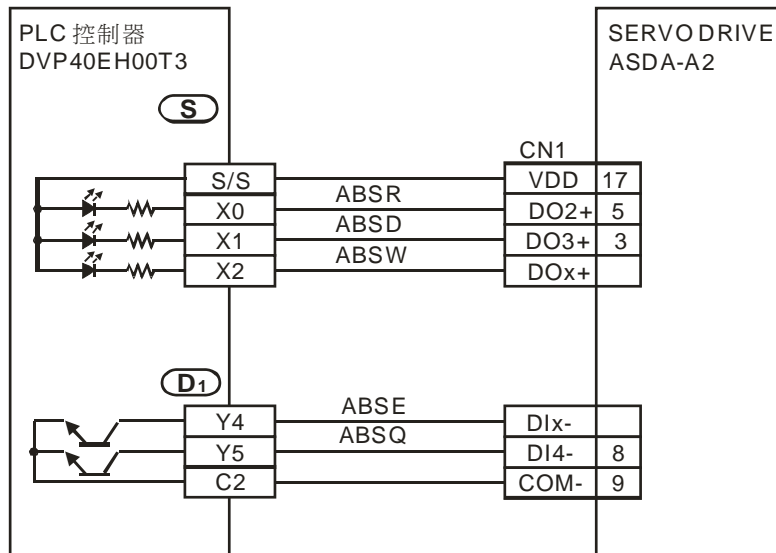 PLC 控制器
DVP40EH00T3
SERVO DRIVE
ASDA-A2
S
CN1
S/S VDD 17
X0 ABSR DO2+ 5
X1 ABSD DO3+ 3
X2 ABSW DOx+
D1
Y4 ABSE DIx-
Y5 ABSQ DI4- 8
C2 COM- 9